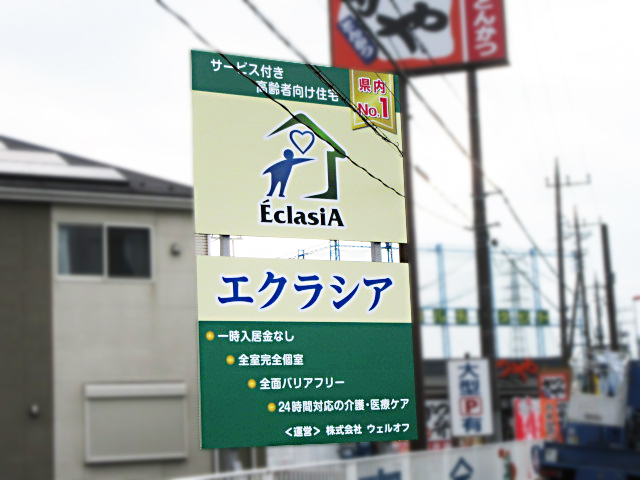 サービス付き
高齢者向け住宅
県内
No.1
ÉclasiA
エクラシア
一時入居金なし
全室完全個室
全面バリアフリー
24時間対応の介護・医療ケア
＜運営＞ 株式会社 ウェルオフ
とんかつ
かつや
大型
P
有